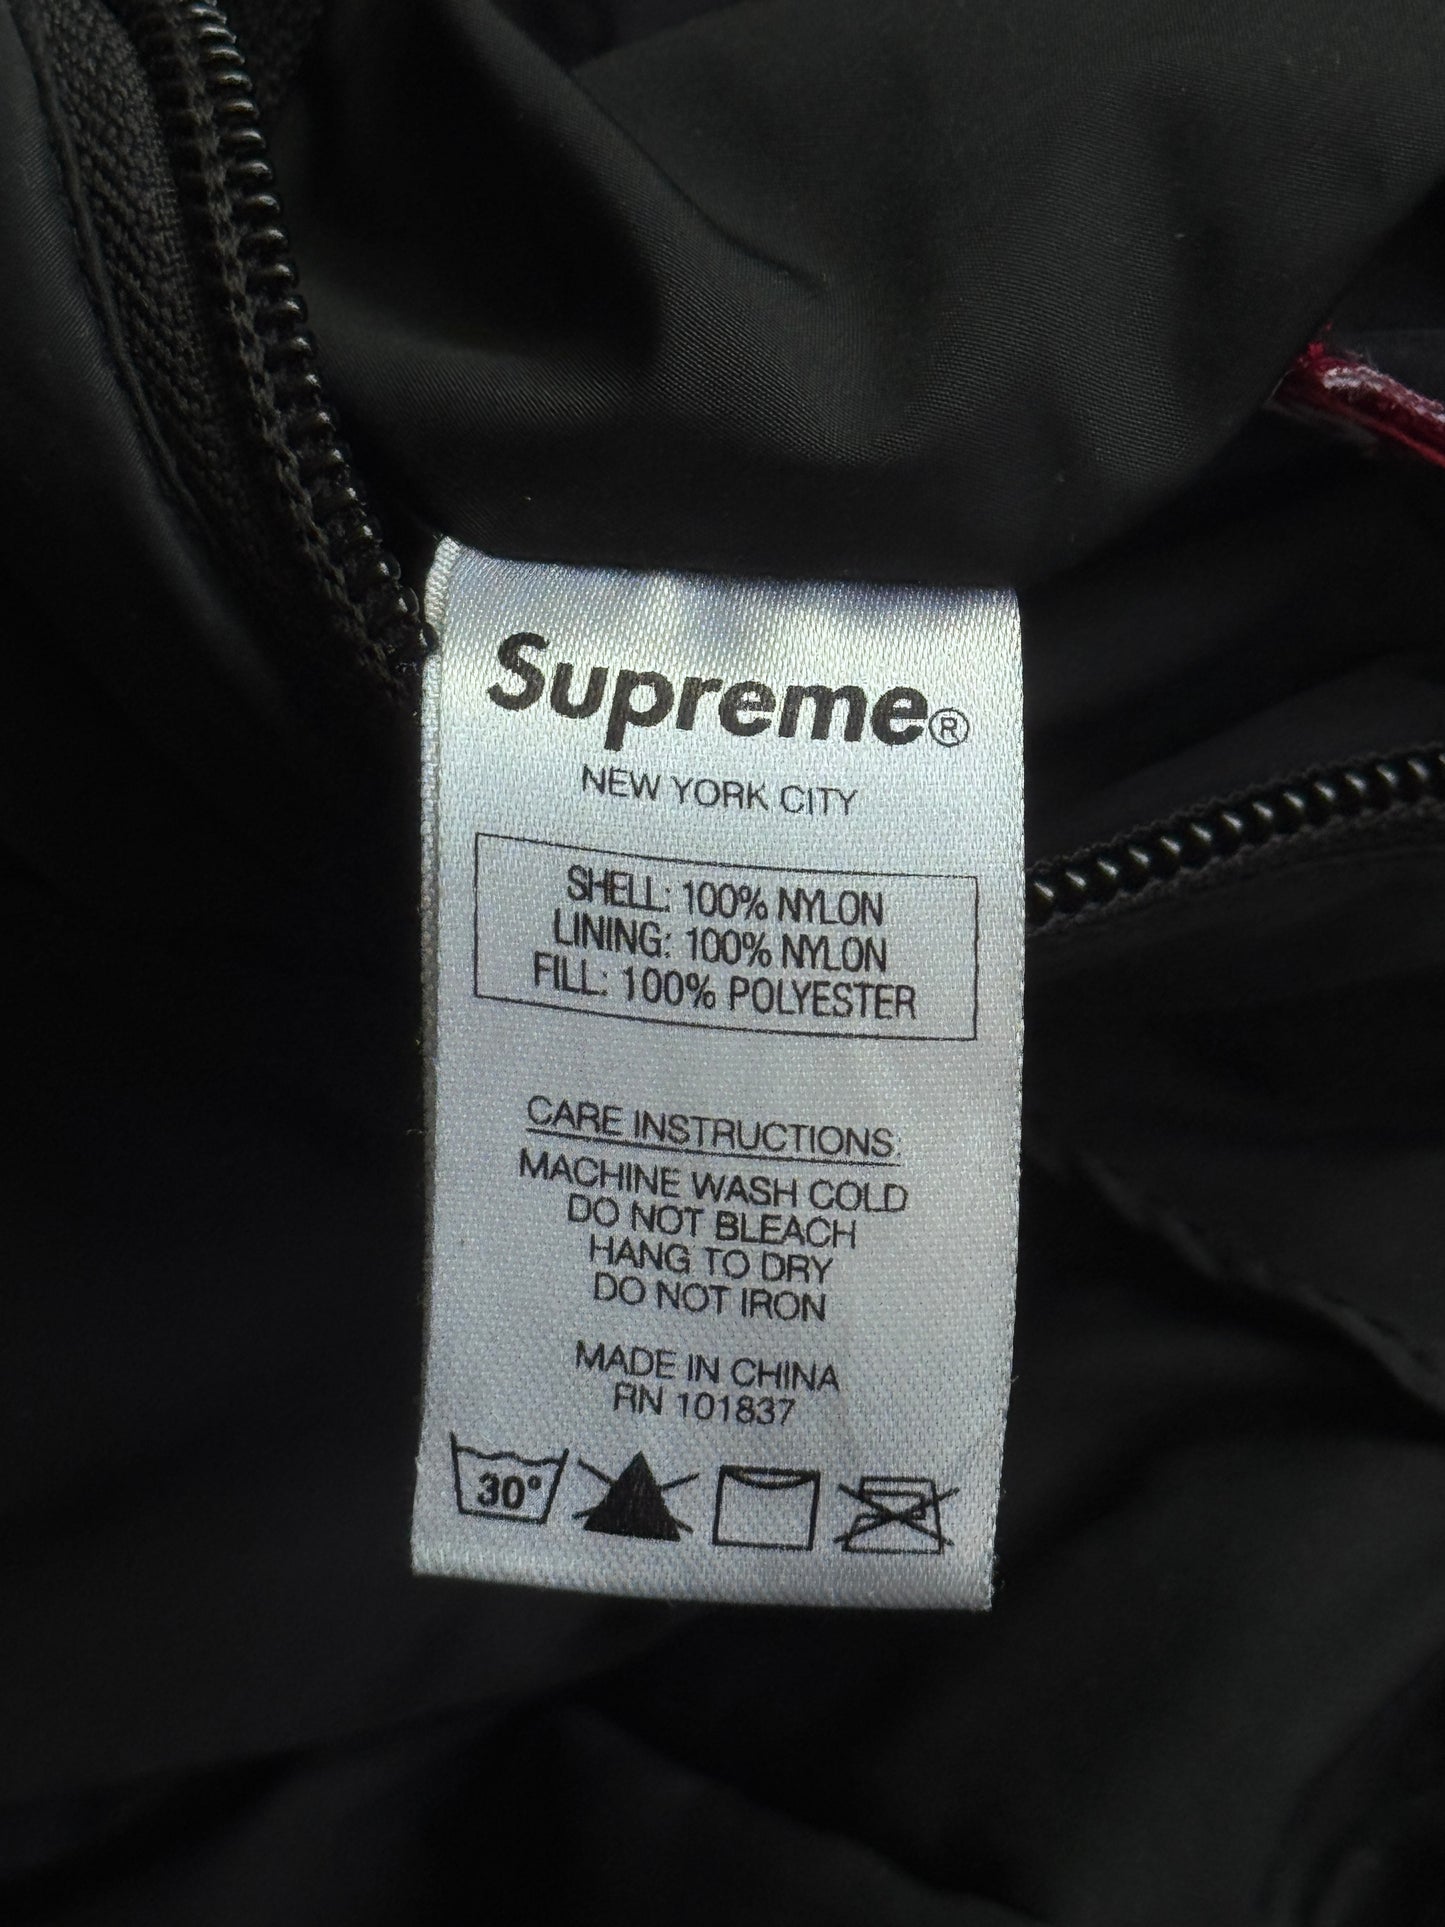 Supreme®
NEW YORK CITY
SHELL: 100% NYLON
LINING: 100% NYLON
FILL: 100% POLYESTER
CARE INSTRUCTIONS:
MACHINE WASH COLD
DO NOT BLEACH
HANG TO DRY
DO NOT IRON
MADE IN CHINA
RN 101837
30°